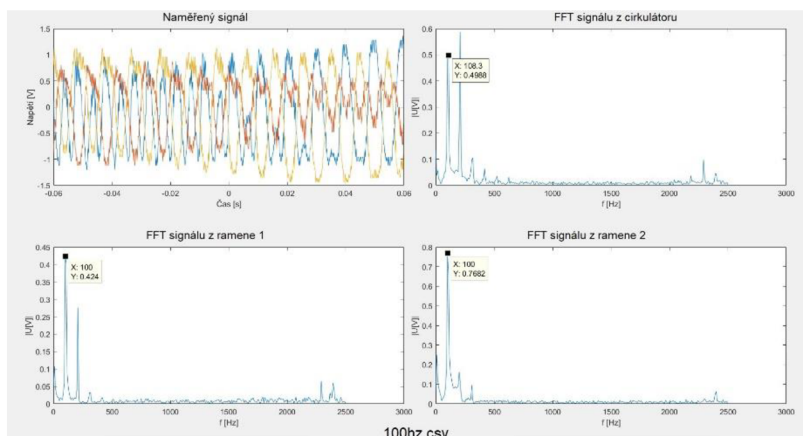 Naměřený signál
1.5
1
0.5
0
-0.5
-1
-1.5
Napětí [V]
-0.06 -0.04 -0.02 0 0.02 0.04 0.06
Čas [s]
FFT signálu z cirkulátoru
0.6
0.5
0.4
0.3
0.2
0.1
0
|U[V]|
X: 108.3
Y: 0.4988
0 500 1000 1500 2000 2500 3000
f [Hz]
FFT signálu z ramene 1
0.45
0.4
0.35
0.3
0.25
0.2
0.15
0.1
0.05
0
|U[V]|
X: 100
Y: 0.424
0 500 1000 1500 2000 2500 3000
f [Hz]
FFT signálu z ramene 2
0.8
0.7
0.6
0.5
0.4
0.3
0.2
0.1
0
|U[V]|
X: 100
Y: 0.7682
0 500 1000 1500 2000 2500 3000
f [Hz]
100hz.csv